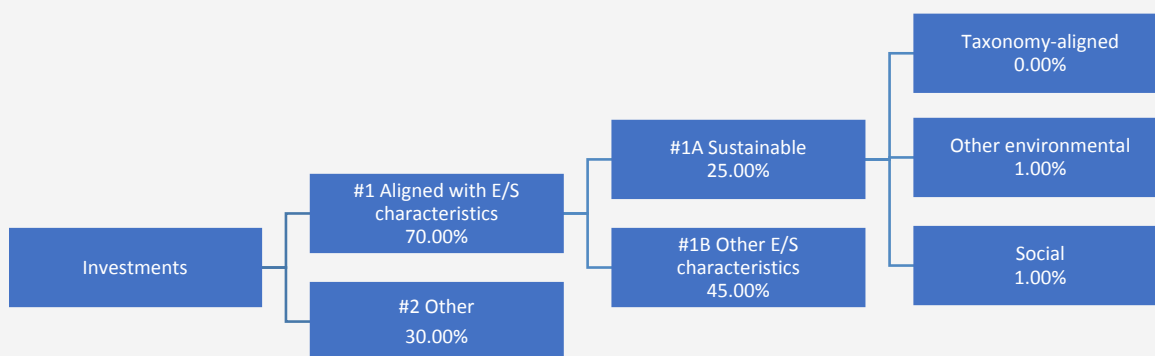 Investments
#1 Aligned with E/S
characteristics
70.00%
#2 Other
30.00%
#1A Sustainable
25.00%
#1B Other E/S
characteristics
45.00%
Taxonomy-aligned
0.00%
Other environmental
1.00%
Social
1.00%